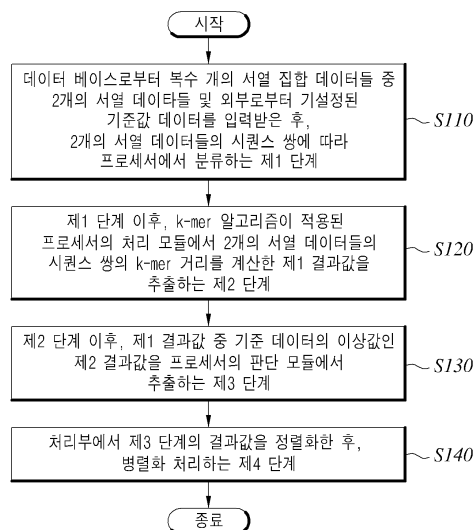 시작
데이터 베이스로부터 복수 개의 서열 집합 데이터들 중
2개의 서열 데이타들 및 외부로부터 기설정된
기준값 데이터를 입력받은 후,
2개의 서열 데이터들의 시퀀스 쌍에 따라
프로세서에서 분류하는 제1 단계
S110
제1 단계 이후, k-mer 알고리즘이 적용된
프로세서의 처리 모듈에서 2개의 서열 데이터들의
시퀀스 쌍의 k-mer 거리를 계산한 제1 결과값을
추출하는 제2 단계
S120
제2 단계 이후, 제1 결과값 중 기준 데이터의 이상값인
제2 결과값을 프로세서의 판단 모듈에서
추출하는 제3 단계
S130
처리부에서 제3 단계의 결과값을 정렬화한 후,
병렬화 처리하는 제4 단계
S140
종료